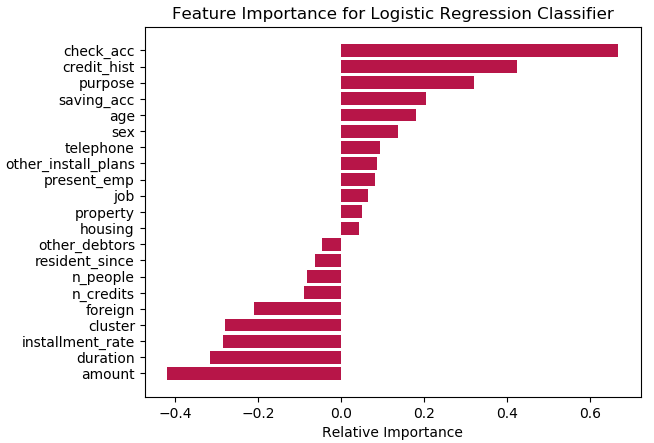 Feature Importance for Logistic Regression Classifier
check_acc
credit_hist
purpose
saving_acc
age
sex
telephone
other_install_plans
present_emp
job
property
housing
other_debtors
resident_since
n_people
n_credits
foreign
cluster
installment_rate
duration
amount
−0.4 −0.2 0.0 0.2 0.4 0.6
Relative Importance